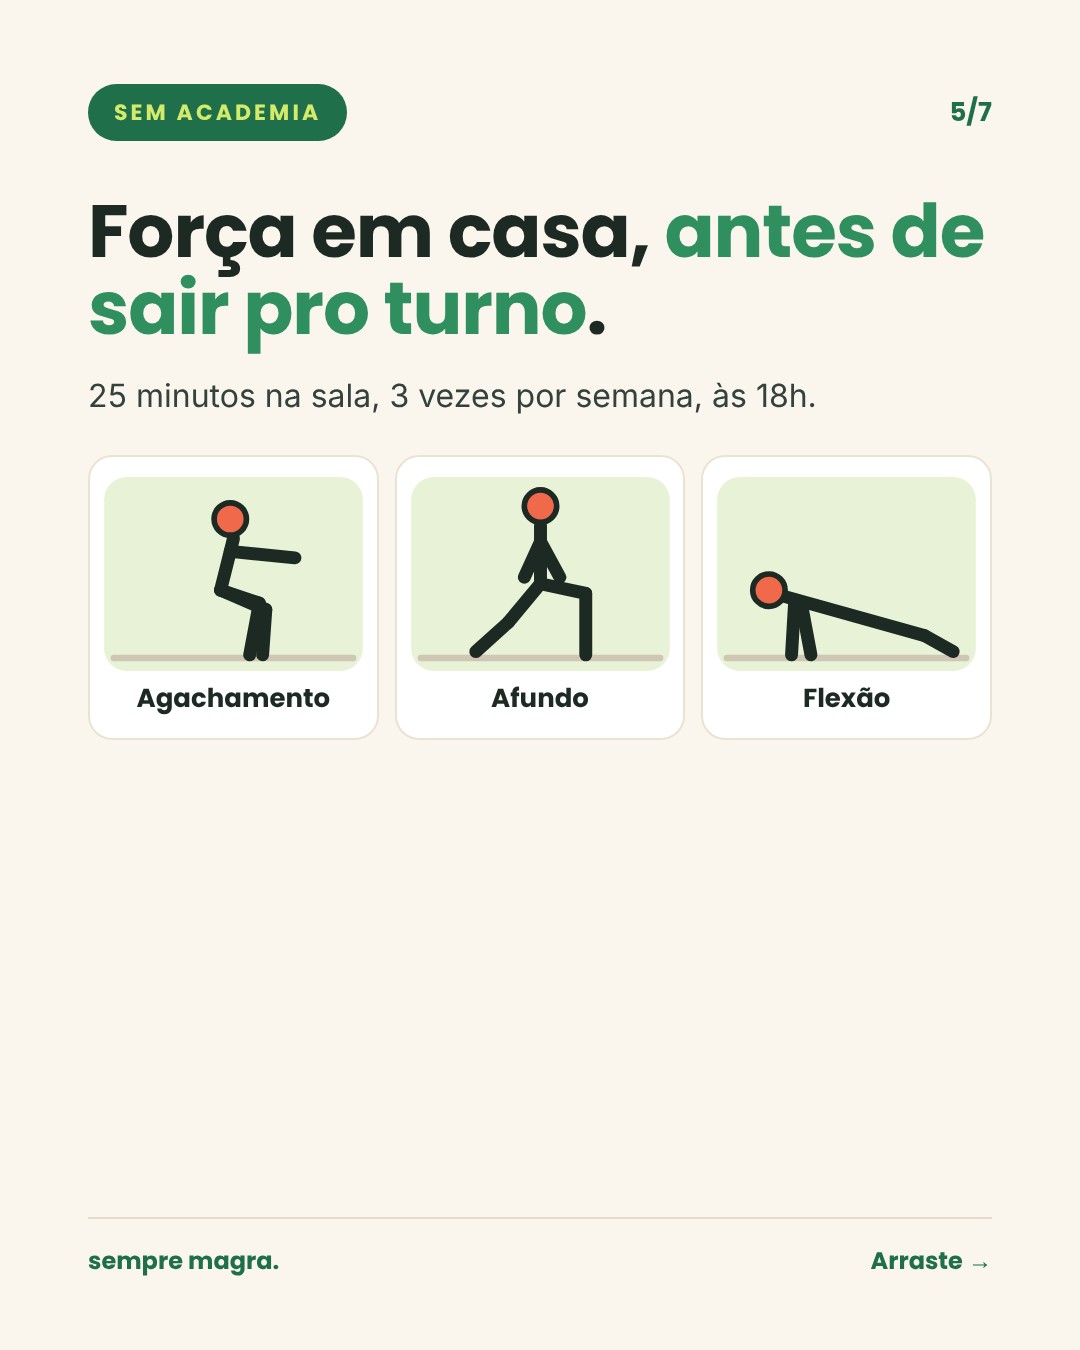 SEM ACADEMIA
5/7
Força em casa, antes de
sair pro turno.
25 minutos na sala, 3 vezes por semana, às 18h.
Agachamento
Afundo
Flexão
sempre magra.
Arraste →